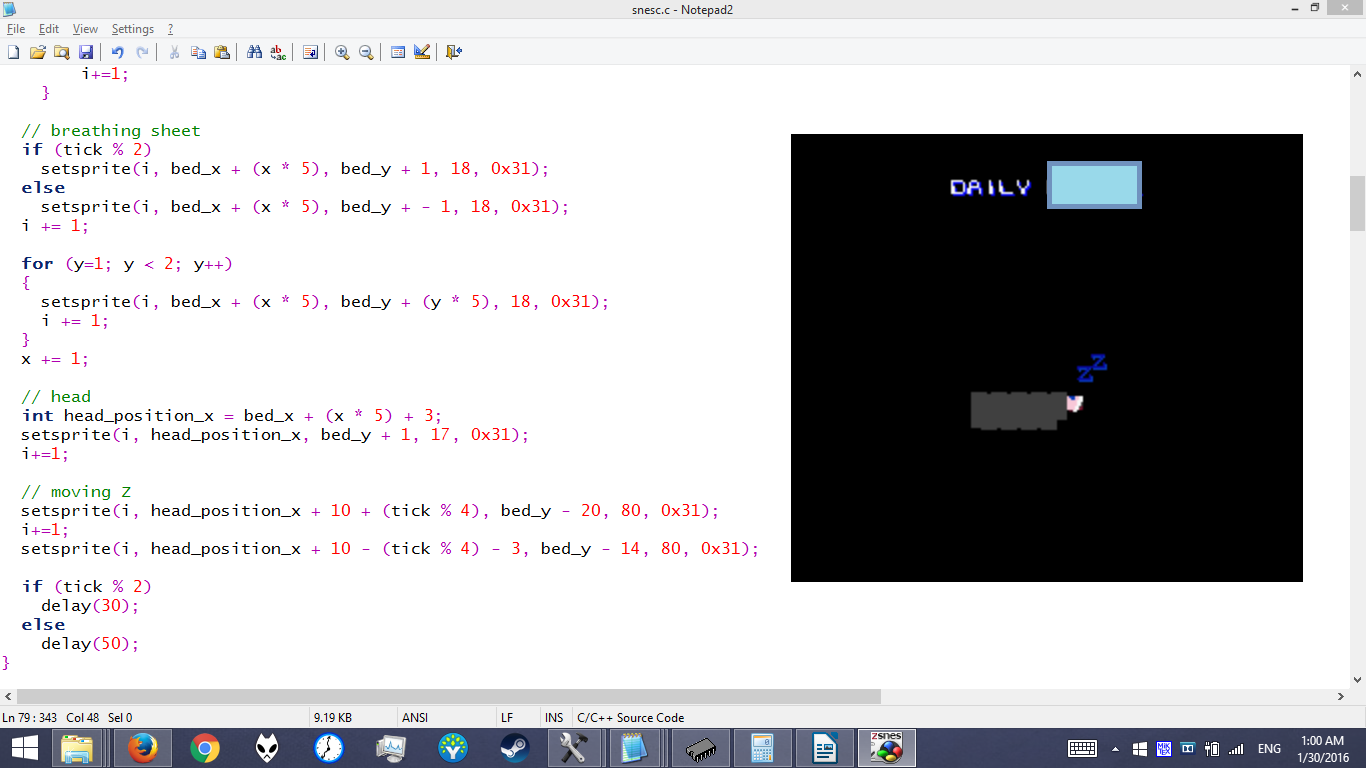 snesc.c - Notepad2
File Edit View Settings ?
i+=1;
}
// breathing sheet
if (tick % 2)
setsprite(i, bed_x + (x * 5), bed_y + 1, 18, 0x31);
else
setsprite(i, bed_x + (x * 5), bed_y + - 1, 18, 0x31);
i += 1;
for (y=1; y < 2; y++)
{
setsprite(i, bed_x + (x * 5), bed_y + (y * 5), 18, 0x31);
i += 1;
}
x += 1;
// head
int head_position_x = bed_x + (x * 5) + 3;
setsprite(i, head_position_x, bed_y + 1, 17, 0x31);
i+=1;
// moving Z
setsprite(i, head_position_x + 10 + (tick % 4), bed_y - 20, 80, 0x31);
i+=1;
setsprite(i, head_position_x + 10 - (tick % 4) - 3, bed_y - 14, 80, 0x31);
if (tick % 2)
delay(30);
else
delay(50);
}
DAILY
Z
Z
Ln 79 : 343 Col 48 Sel 0 9.19 KB ANSI LF INS C/C++ Source Code
ZSNES
ENG
1:00 AM
1/30/2016